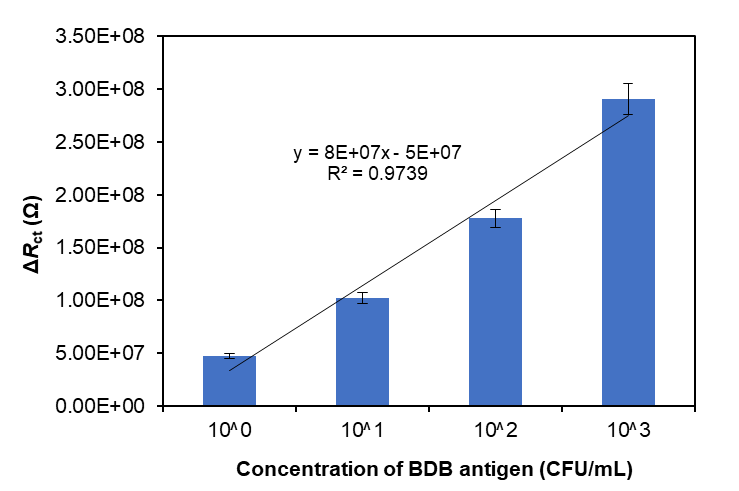 3.50E+08
3.00E+08
2.50E+08
2.00E+08
1.50E+08
1.00E+08
5.00E+07
0.00E+00
ΔRct (Ω)
y = 8E+07x - 5E+07
R² = 0.9739
10^0 10^1 10^2 10^3
Concentration of BDB antigen (CFU/mL)